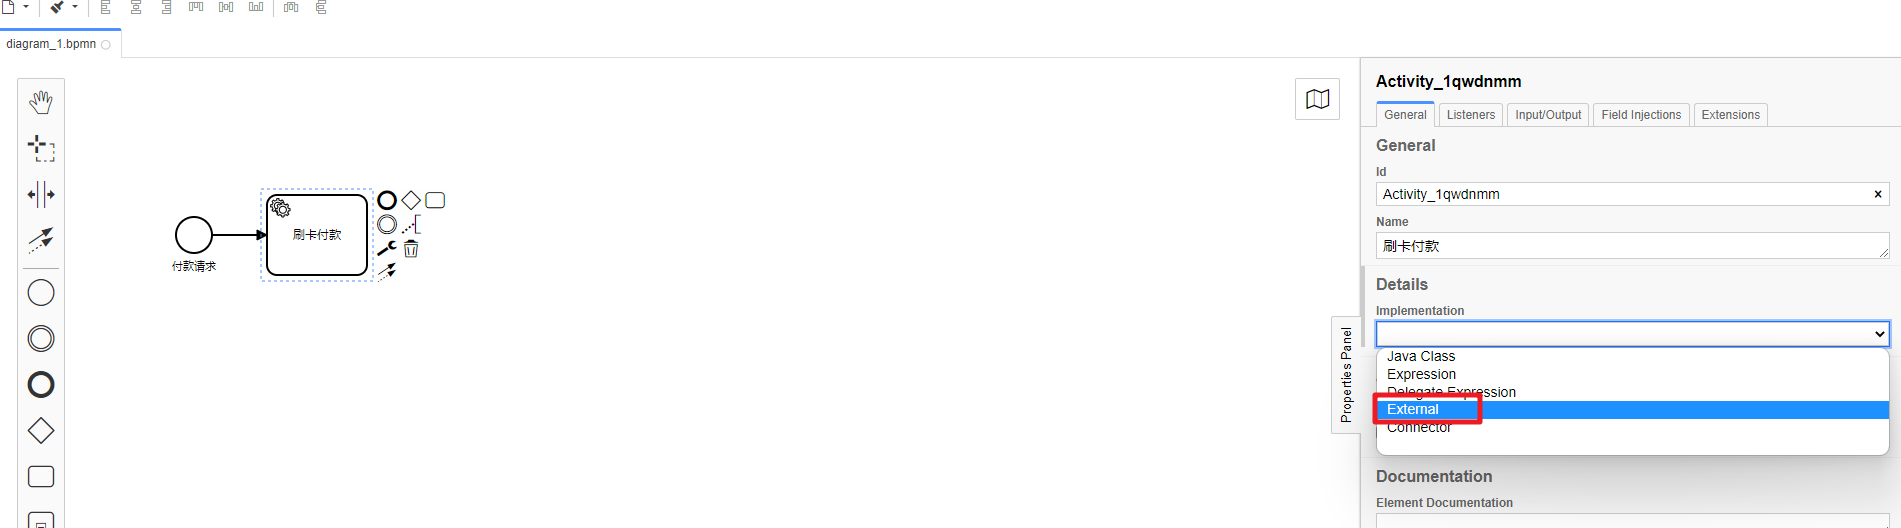 diagram_1.bpmn
付款请求
刷卡付款
Properties Panel
Activity_1qwdnmm
General
Listeners
Input/Output
Field Injections
Extensions
General
Id
Activity_1qwdnmm
Name
刷卡付款
Details
Implementation
Java Class
Expression
Delegate Expression
External
Connector
Documentation
Element Documentation